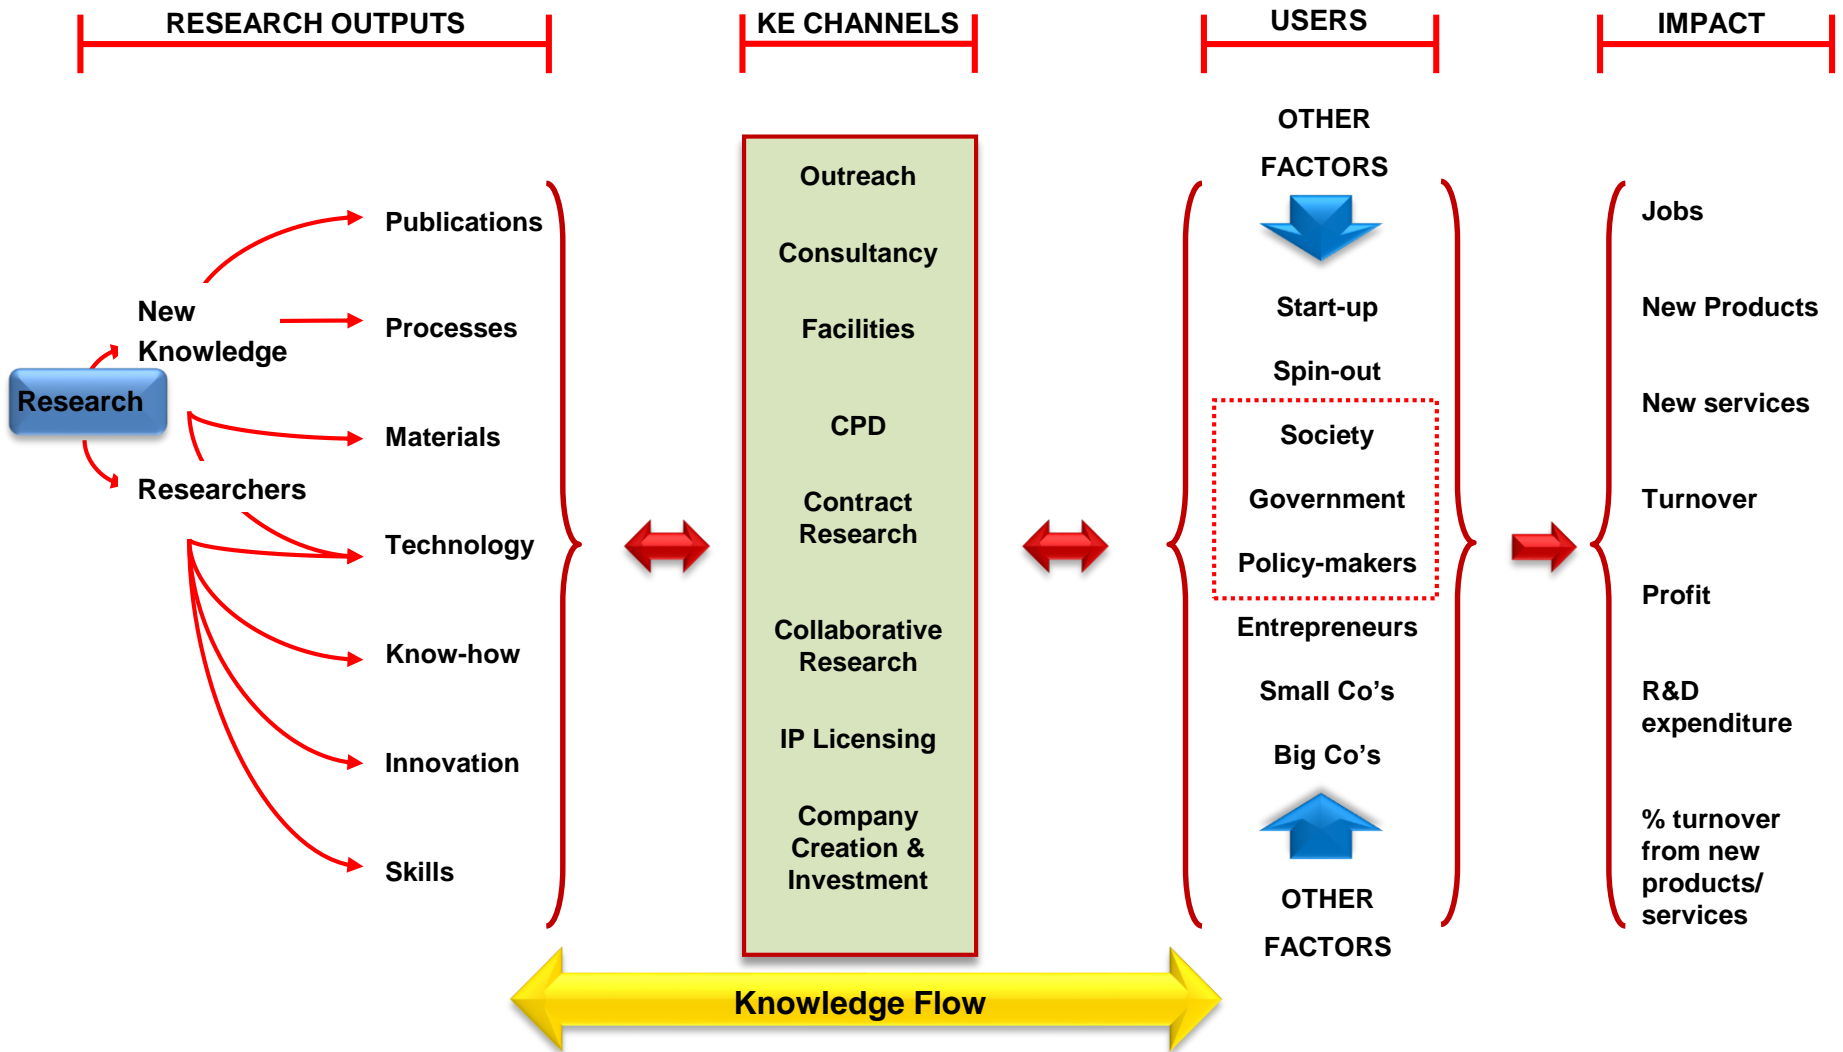 RESEARCH OUTPUTS
KE CHANNELS
USERS
IMPACT
Research
New
Knowledge
Researchers
Publications
Processes
Materials
Technology
Know-how
Innovation
Skills
Outreach
Consultancy
Facilities
CPD
Contract
Research
Collaborative
Research
IP Licensing
Company
Creation &
Investment
OTHER
FACTORS
Start-up
Spin-out
Society
Government
Policy-makers
Entrepreneurs
Small Co’s
Big Co’s
OTHER
FACTORS
Jobs
New Products
New services
Turnover
Profit
R&D
expenditure
% turnover
from new
products/
services
Knowledge Flow